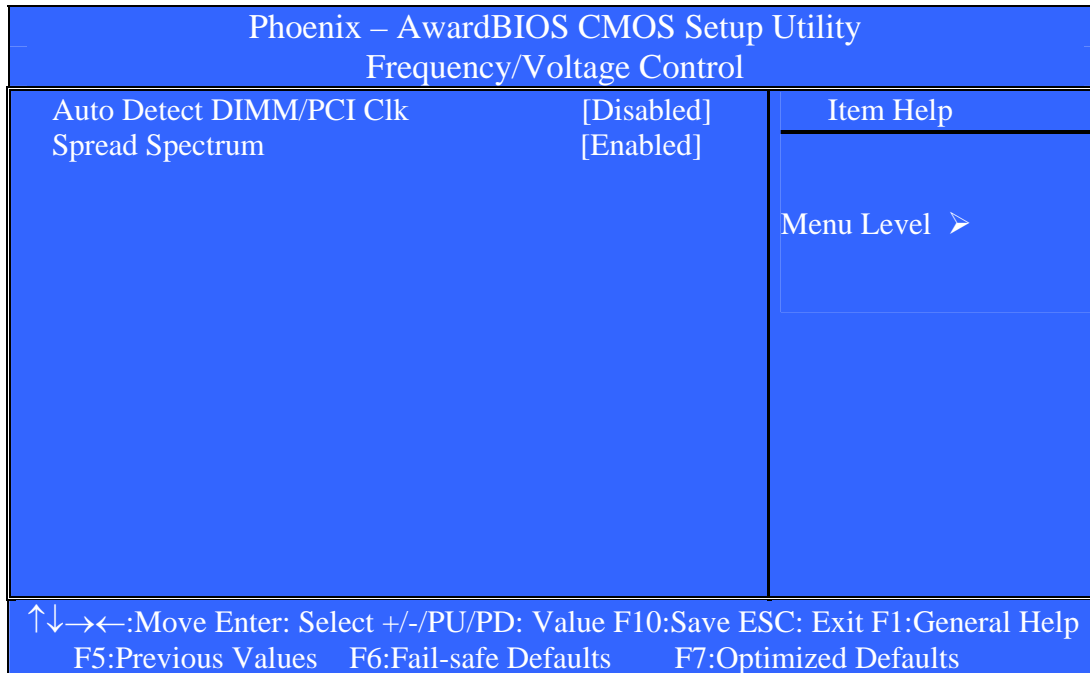 Phoenix – AwardBIOS CMOS Setup Utility
Frequency/Voltage Control
Auto Detect DIMM/PCI Clk [Disabled]
Spread Spectrum [Enabled]
Item Help
Menu Level ➢
↑↓→←:Move Enter: Select +/-/PU/PD: Value F10:Save ESC: Exit F1:General Help
F5:Previous Values F6:Fail-safe Defaults F7:Optimized Defaults